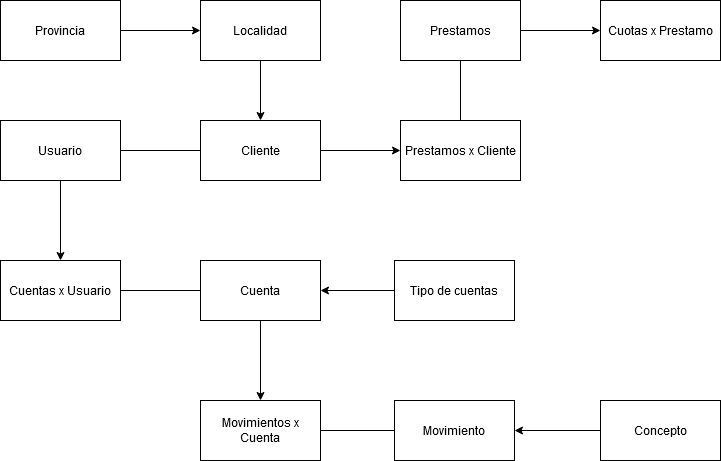 Provincia
Localidad
Prestamos
Cuotas x Prestamo
Usuario
Cliente
Prestamos x Cliente
Cuentas x Usuario
Cuenta
Tipo de cuentas
Movimientos x
Cuenta
Movimiento
Concepto